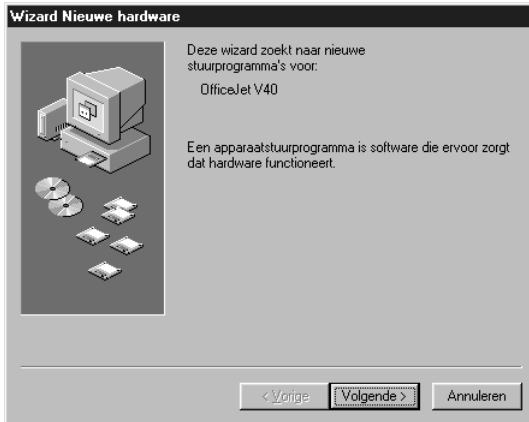 Wizard Nieuwe hardware
Deze wizard zoekt naar nieuwe
stuurprogramma's voor:
OfficeJet V40
Een apparaatstuurprogramma is software die ervoor zorgt
dat hardware functioneert.
< Vorige
Volgende >
Annuleren